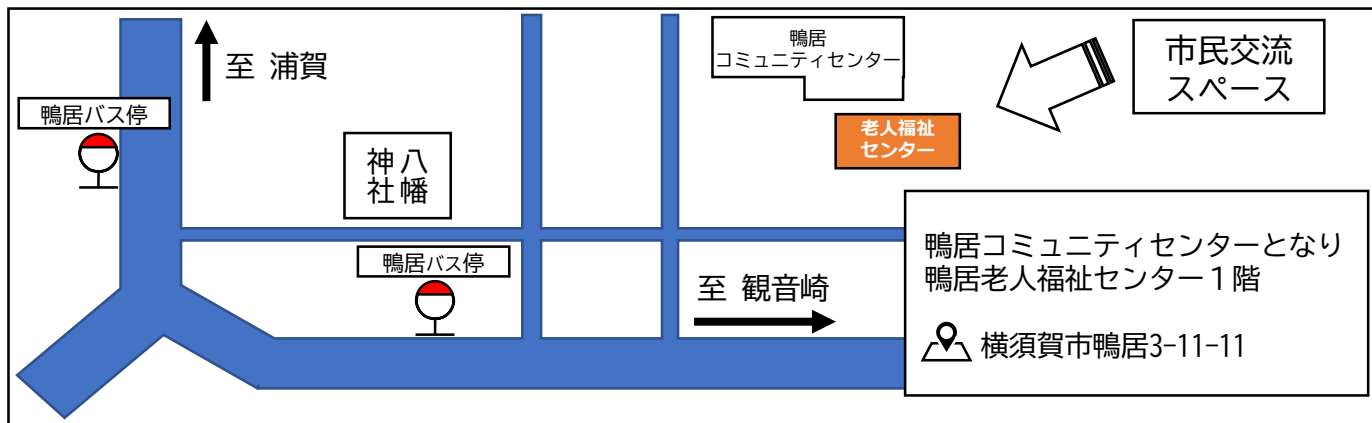 至 浦賀
鴨居バス停
鴨居
コミュニティセンター
市民交流
スペース
老人福祉
センター
八幡
神社
鴨居バス停
至 観音崎
鴨居コミュニティセンターとなり
鴨居老人福祉センター１階
横須賀市鴨居3-11-11